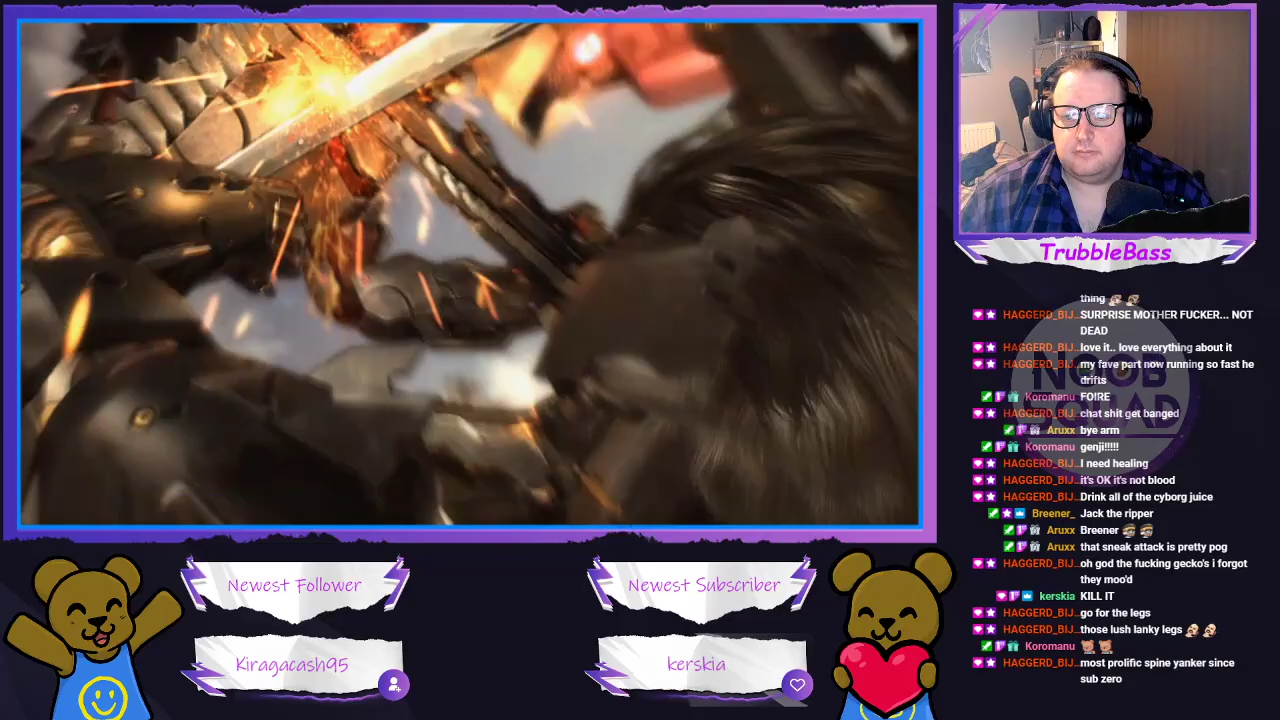 TrubbleBass
thing
HAGGERD_BIJ... SURPRISE MOTHER FUCKER... NOT
DEAD
HAGGERD_BIJ... love it.. love everything about it
HAGGERD_BIJ... my fave part now running so fast he
drifts
Koromanu FOIRE
HAGGERD_BIJ... chat shit get banged
Aruxx bye arm
Koromanu genji!!!!!
HAGGERD_BIJ... I need healing
HAGGERD_BIJ... it's OK it's not blood
HAGGERD_BIJ... Drink all of the cyborg juice
Breener_ Jack the ripper
Aruxx Breener
Aruxx that sneak attack is pretty pog
HAGGERD_BIJ... oh god the fucking gecko's i forgot
they moo'd
kerskia KILL IT
HAGGERD_BIJ... go for the legs
HAGGERD_BIJ... those lush lanky legs
Koromanu
HAGGERD_BIJ... most prolific spine yanker since
sub zero
NOOB
SQUAD
Newest Follower
Kiragacash95
Newest Subscriber
kerskia